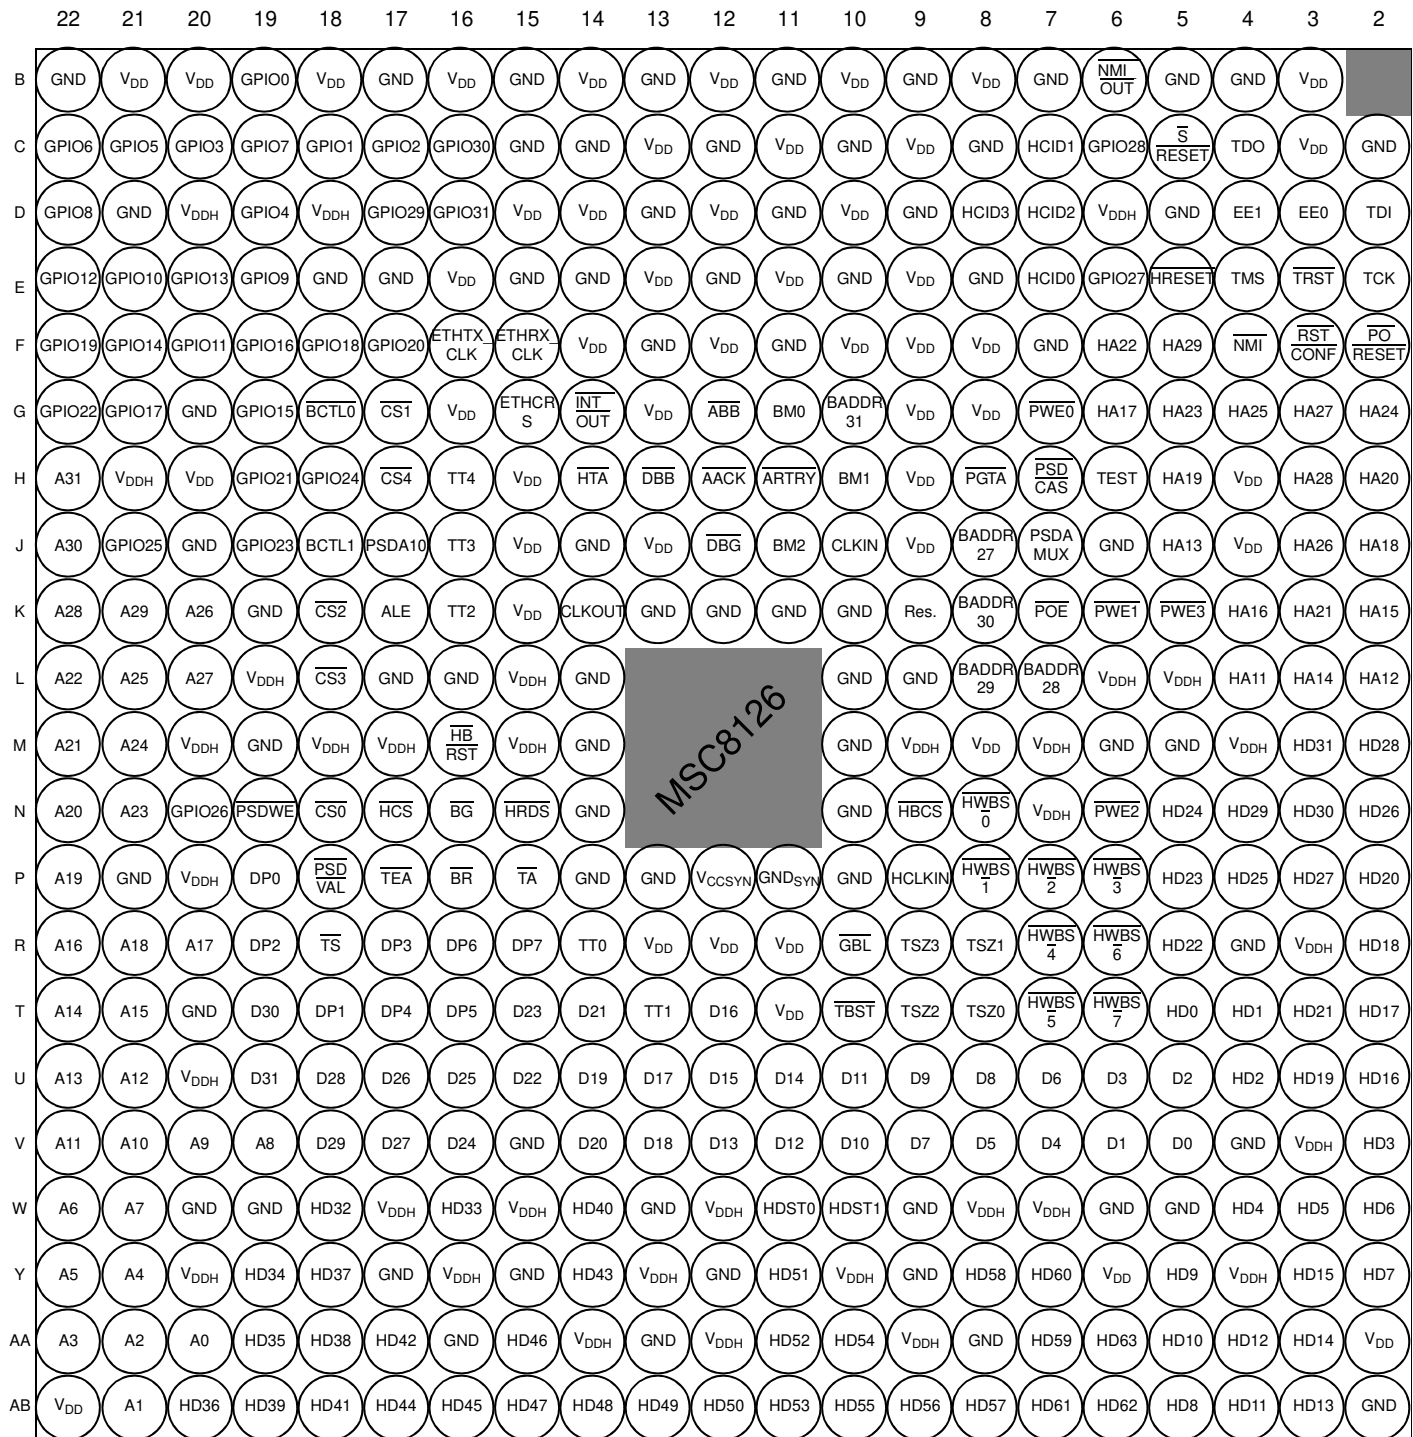 22 21 20 19 18 17 16 15 14 13 12 11 10 9 8 7 6 5 4 3 2
B GND VDD VDD GPIO0 VDD GND VDD GND VDD GND VDD GND VDD GND VDD GND NMI OUT GND GND VDD
C GPIO6 GPIO5 GPIO3 GPIO7 GPIO1 GPIO2 GPIO30 GND GND VDD GND VDD GND VDD GND HCID1 GPIO28 S RESET TDO VDD GND
D GPIO8 GND VDDH GPIO4 VDDH GPIO29 GPIO31 VDD VDD GND VDD GND VDD GND HCID3 HCID2 VDDH GND EE1 EE0 TDI
E GPIO12 GPIO10 GPIO13 GPIO9 GND GND VDD GND GND VDD GND VDD GND VDD GND HCID0 GPIO27 HRESET TMS TRST TCK
F GPIO19 GPIO14 GPIO11 GPIO16 GPIO18 GPIO20 ETHTX_CLK ETHRX_CLK VDD GND VDD GND VDD VDD VDD GND HA22 HA29 NMI RST CONF PO RESET
G GPIO22 GPIO17 GND GPIO15 BCTL0 CS1 VDD ETHCRS INT OUT VDD ABB BM0 BADDR 31 VDD VDD PWE0 HA17 HA23 HA25 HA27 HA24
H A31 VDDH VDD GPIO21 GPIO24 CS4 TT4 VDD HTA DBB AACK ARTRY BM1 VDD PGTA PSD CAS TEST HA19 VDD HA28 HA20
J A30 GPIO25 GND GPIO23 BCTL1 PSDA10 TT3 VDD GND VDD DBG BM2 CLKIN VDD BADDR 27 PSDA MUX GND HA13 VDD HA26 HA18
K A28 A29 A26 GND CS2 ALE TT2 VDD CLKOUT GND GND GND GND Res. BADDR 30 POE PWE1 PWE3 HA16 HA21 HA15
L A22 A25 A27 VDDH CS3 GND GND VDDH GND GND GND BADDR 29 BADDR 28 VDDH VDDH HA11 HA14 HA12
MSC8126
M A21 A24 VDDH GND VDDH VDDH HB RST VDDH GND GND VDDH VDD VDDH GND GND VDDH HD31 HD28
N A20 A23 GPIO26 PSDWE CS0 HCS BG HRDS GND GND HBCS HWBS 0 VDDH PWE2 HD24 HD29 HD30 HD26
P A19 GND VDDH DP0 PSD VAL TEA BR TA GND GND VCCSYN GNDSYN GND HCLKIN HWBS 1 HWBS 2 HWBS 3 HD23 HD25 HD27 HD20
R A16 A18 A17 DP2 TS DP3 DP6 DP7 TT0 VDD VDD VDD GBL TSZ3 TSZ1 HWBS 4 HWBS 6 HD22 GND VDDH HD18
T A14 A15 GND D30 DP1 DP4 DP5 D23 D21 TT1 D16 VDD TBST TSZ2 TSZ0 HWBS 5 HWBS 7 HD0 HD1 HD21 HD17
U A13 A12 VDDH D31 D28 D26 D25 D22 D19 D17 D15 D14 D11 D9 D8 D6 D3 D2 HD2 HD19 HD16
V A11 A10 A9 A8 D29 D27 D24 GND D20 D18 D13 D12 D10 D7 D5 D4 D1 D0 GND VDDH HD3
W A6 A7 GND GND HD32 VDDH HD33 VDDH HD40 GND VDDH HDST0 HDST1 GND VDDH VDDH GND GND HD4 HD5 HD6
Y A5 A4 VDDH HD34 HD37 GND VDDH GND HD43 VDDH GND HD51 VDDH GND HD58 HD60 VDD HD9 VDDH HD15 HD7
AA A3 A2 A0 HD35 HD38 HD42 GND HD46 VDDH GND VDDH HD52 HD54 VDDH GND HD59 HD63 HD10 HD12 HD14 VDD
AB VDD A1 HD36 HD39 HD41 HD44 HD45 HD47 HD48 HD49 HD50 HD53 HD55 HD56 HD57 HD61 HD62 HD8 HD11 HD13 GND